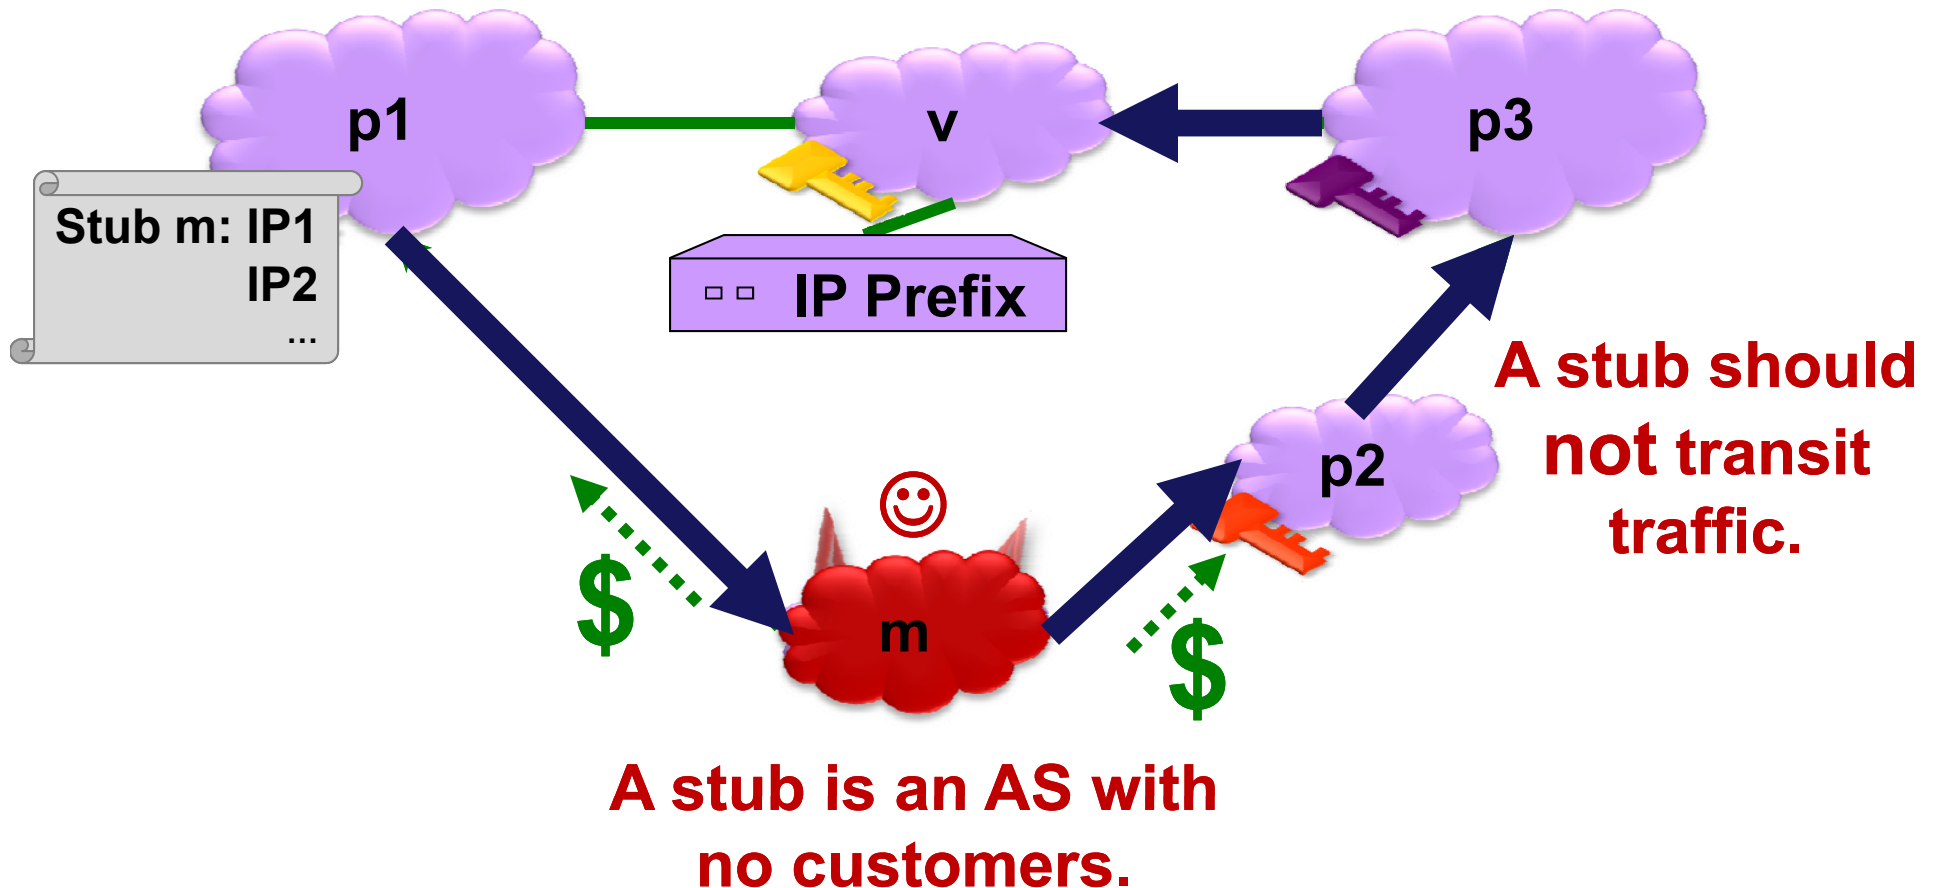 p1
v
p3
Stub m: IP1
IP2
...
IP Prefix
A stub should
not transit
traffic.
p2
$
m
$
A stub is an AS with
no customers.